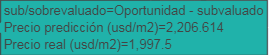 sub/sobrevaluado=Oportunidad - subvaluado
Precio predicción (usd/m2)=2,206.614
Precio real (usd/m2)=1,997.5